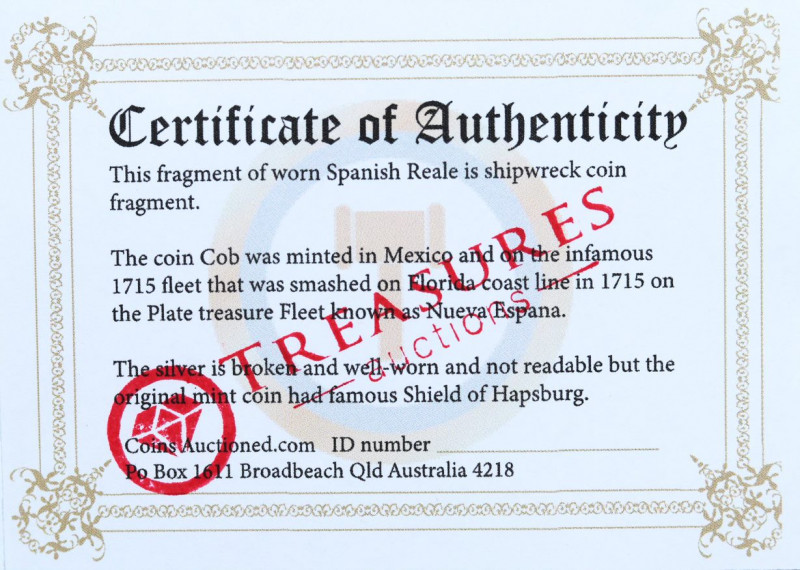 Certificate of Authenticity
This fragment of worn Spanish Reale is shipwreck coin
fragment.
The coin Cob was minted in Mexico and on the infamous
1715 fleet that was smashed on Florida coast line in 1715 on
the Plate treasure Fleet known as Nueva Espana.
The silver is broken and well-worn and not readable but the
original mint coin had famous Shield of Hapsburg.
CoinsAuctioned.com ID number
Po Box 1611 Broadbeach Qld Australia 4218
TREASURES
auctions